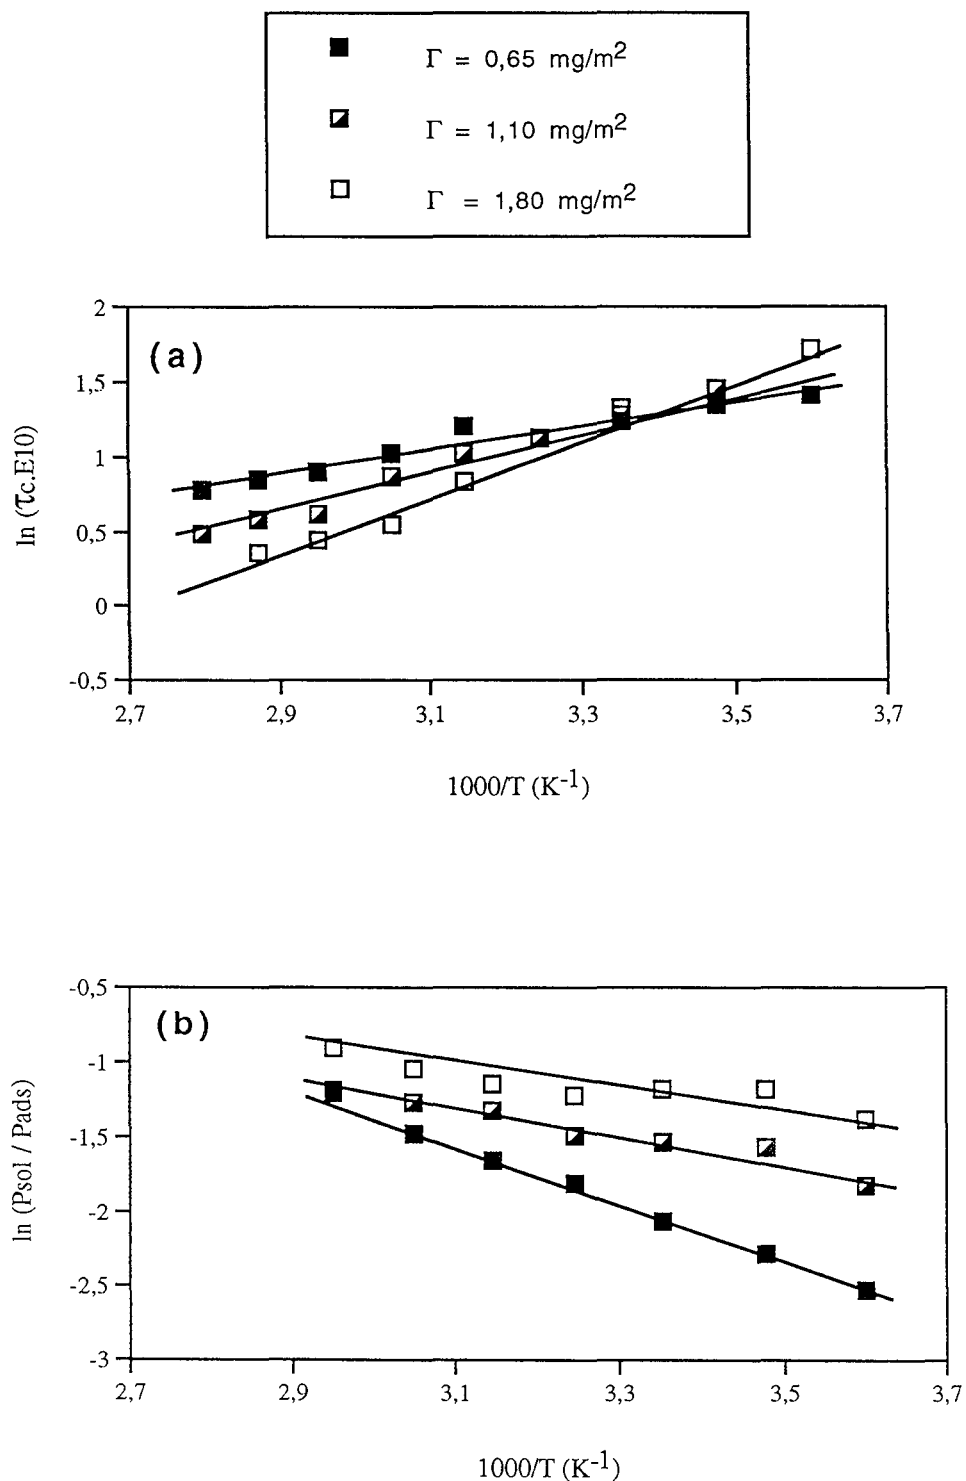 Γ = 0,65 mg/m²
Γ = 1,10 mg/m²
Γ = 1,80 mg/m²
(a)
ln (τc.E10)
2
1,5
1
0,5
0
-0,5
2,7 2,9 3,1 3,3 3,5 3,7
1000/T (K⁻¹)
(b)
ln (Psol / Pads)
-0,5
-1
-1,5
-2
-2,5
-3
2,7 2,9 3,1 3,3 3,5 3,7
1000/T (K⁻¹)